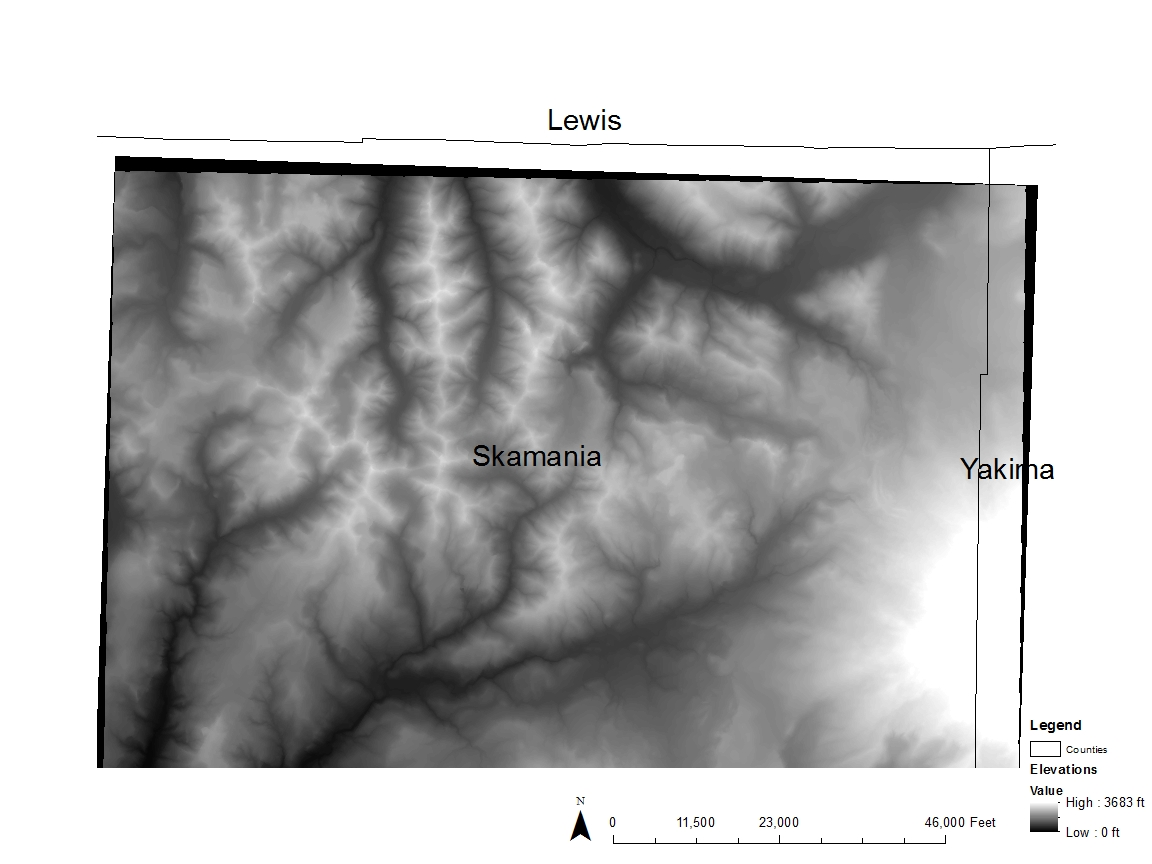 Lewis
Skamania
Yakima
Legend
Counties
Elevations
Value
High : 3683 ft
Low : 0 ft
N
0 11,500 23,000 46,000 Feet